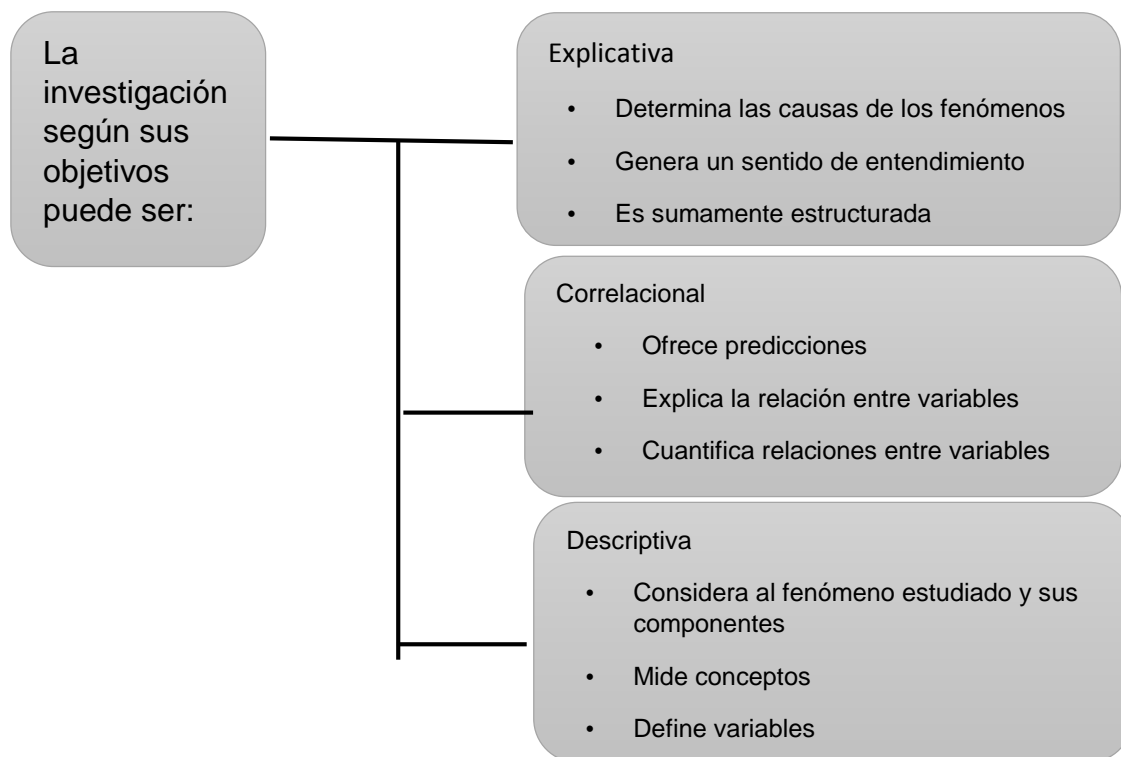 La
investigación
según sus
objetivos
puede ser:
Explicativa
• Determina las causas de los fenómenos
• Genera un sentido de entendimiento
• Es sumamente estructurada
Correlacional
• Ofrece predicciones
• Explica la relación entre variables
• Cuantifica relaciones entre variables
Descriptiva
• Considera al fenómeno estudiado y sus
componentes
• Mide conceptos
• Define variables